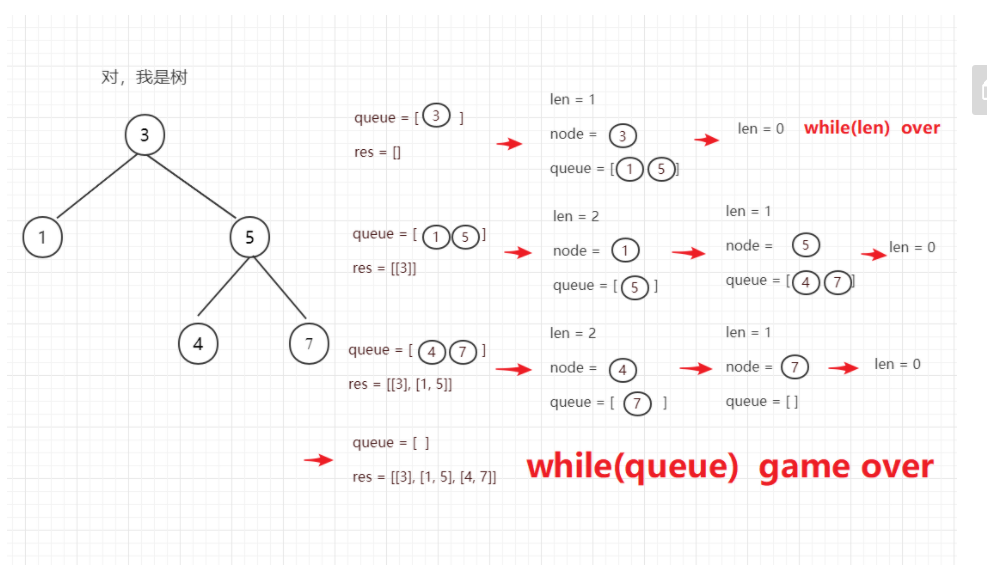 对，我是树
3
1
5
4
7
queue = [ 3 ]
res = []
len = 1
node = 3
queue = [ 1 5 ]
len = 0
while(len) over
queue = [ 1 5 ]
res = [[3]]
len = 2
node = 1
queue = [ 5 ]
len = 1
node = 5
queue = [ 4 7 ]
len = 0
queue = [ 4 7 ]
res = [[3], [1, 5]]
len = 2
node = 4
queue = [ 7 ]
len = 1
node = 7
queue = [ ]
len = 0
queue = [ ]
res = [[3], [1, 5], [4, 7]]
while(queue) game over